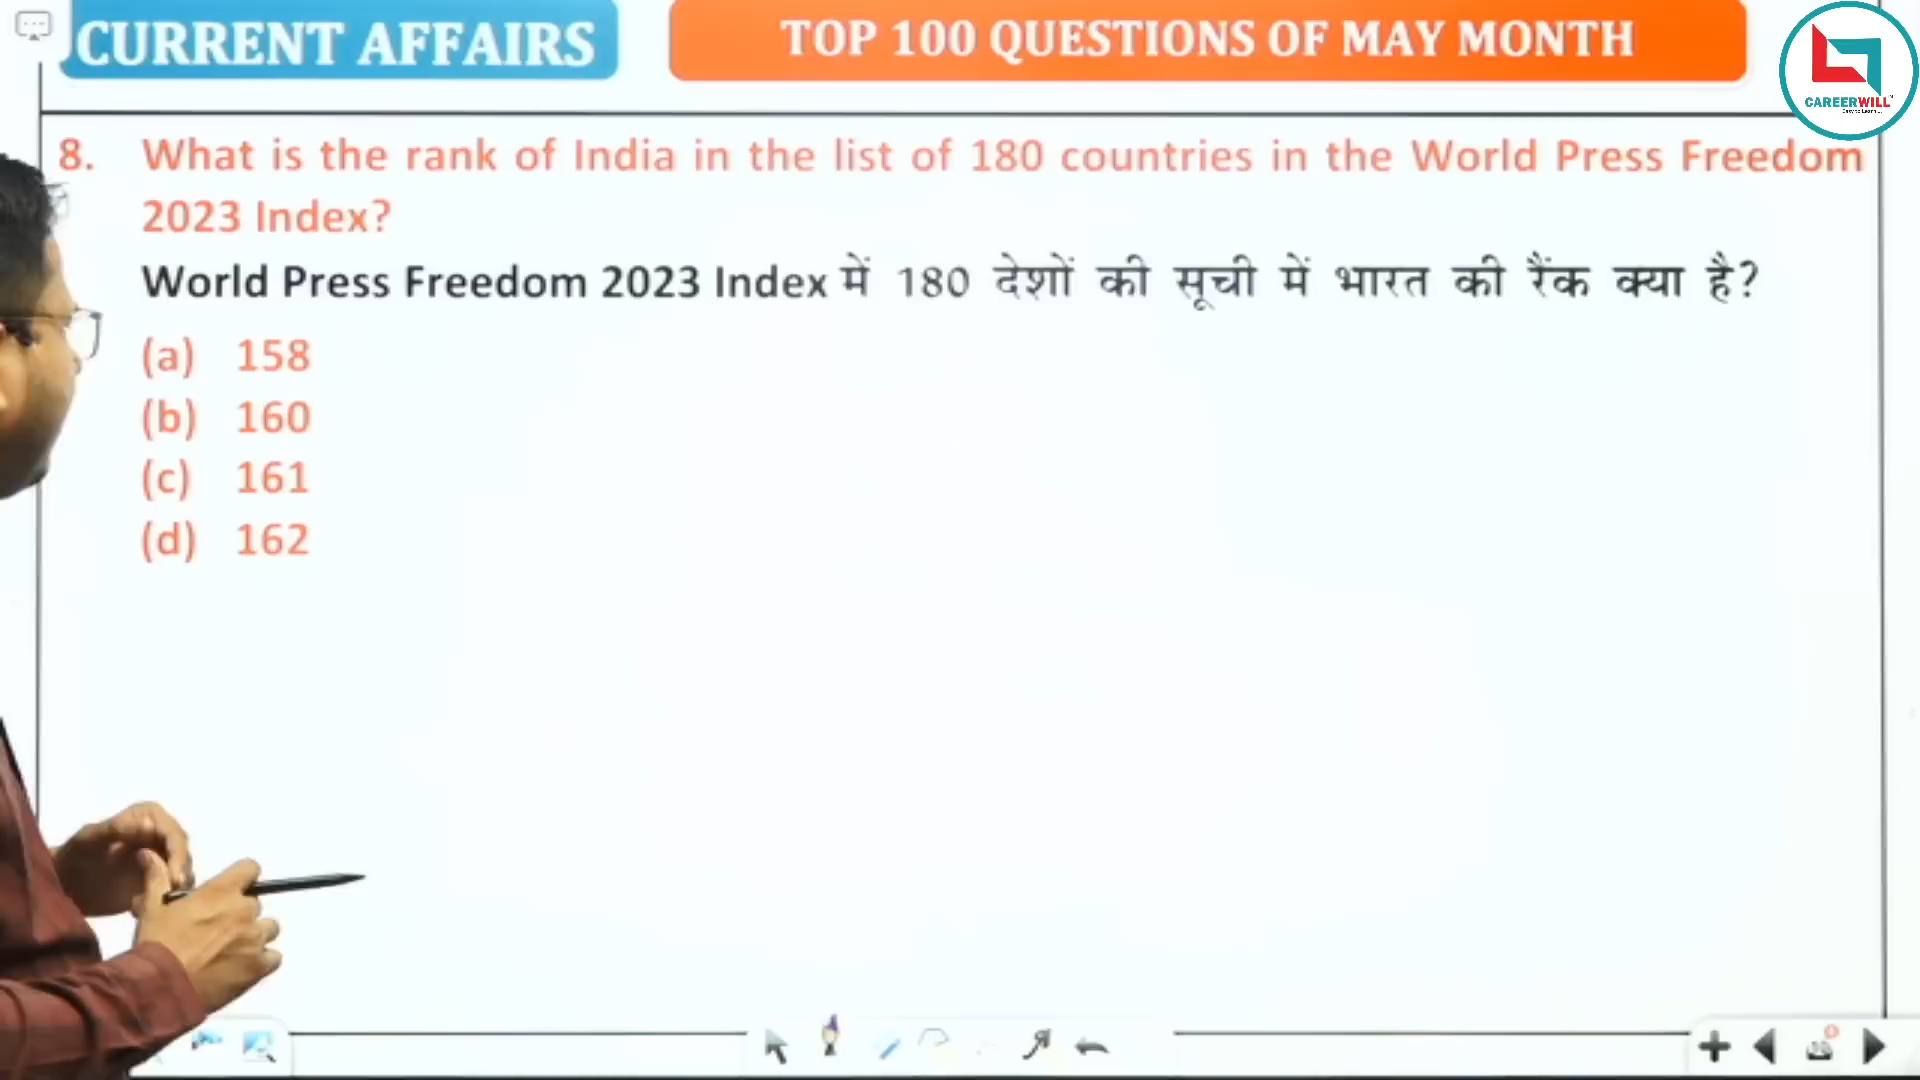 CURRENT AFFAIRS
TOP 100 QUESTIONS OF MAY MONTH
CAREERWILL
8. What is the rank of India in the list of 180 countries in the World Press Freedom
2023 Index?
World Press Freedom 2023 Index में 180 देशों की सूची में भारत की रैंक क्या है?
(a) 158
(b) 160
(c) 161
(d) 162